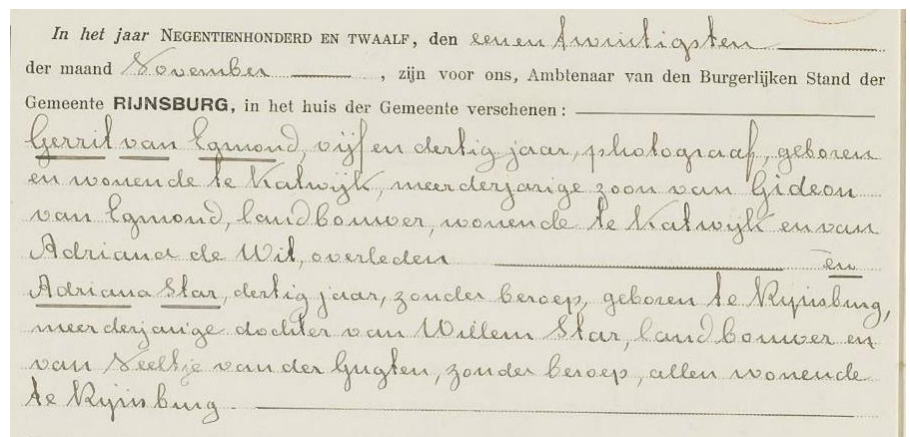 In het jaar NEGENTIENHONDERD EN TWAALF, den eenentwintigsten
der maand November, zijn voor ons, Ambtenaar van den Burgerlijken Stand der
Gemeente RIJNSBURG, in het huis der Gemeente verschenen:
Gerrit van Egmond, vijf en dertig jaar, photograaf, geboren
en wonende te Katwijk, meerderjarige zoon van Gideon
van Egmond, landbouwer, wonende te Katwijk en van
Adriana de Wit, overleden en
Adriana Star, dertig jaar, zonder beroep, geboren te Rijnsburg,
meerderjarige dochter van Willem Star, landbouwer en
van Neeltje van der Gugten, zonder beroep, allen wonende
te Rijnsburg.